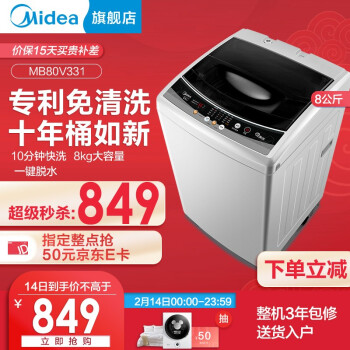 Midea 旗舰店
价保15天买贵补差
MB80V331
专利免清洗
十年桶如新
8公斤
10分钟快洗 8kg大容量
一键脱水
超级秒杀: 849
指定整点抢
50元京东E卡
下单立减
14日到手价不高于
¥ 849
立即抢购
2月14日00:00-23:59
抽
50
整机3年包修
送货入户